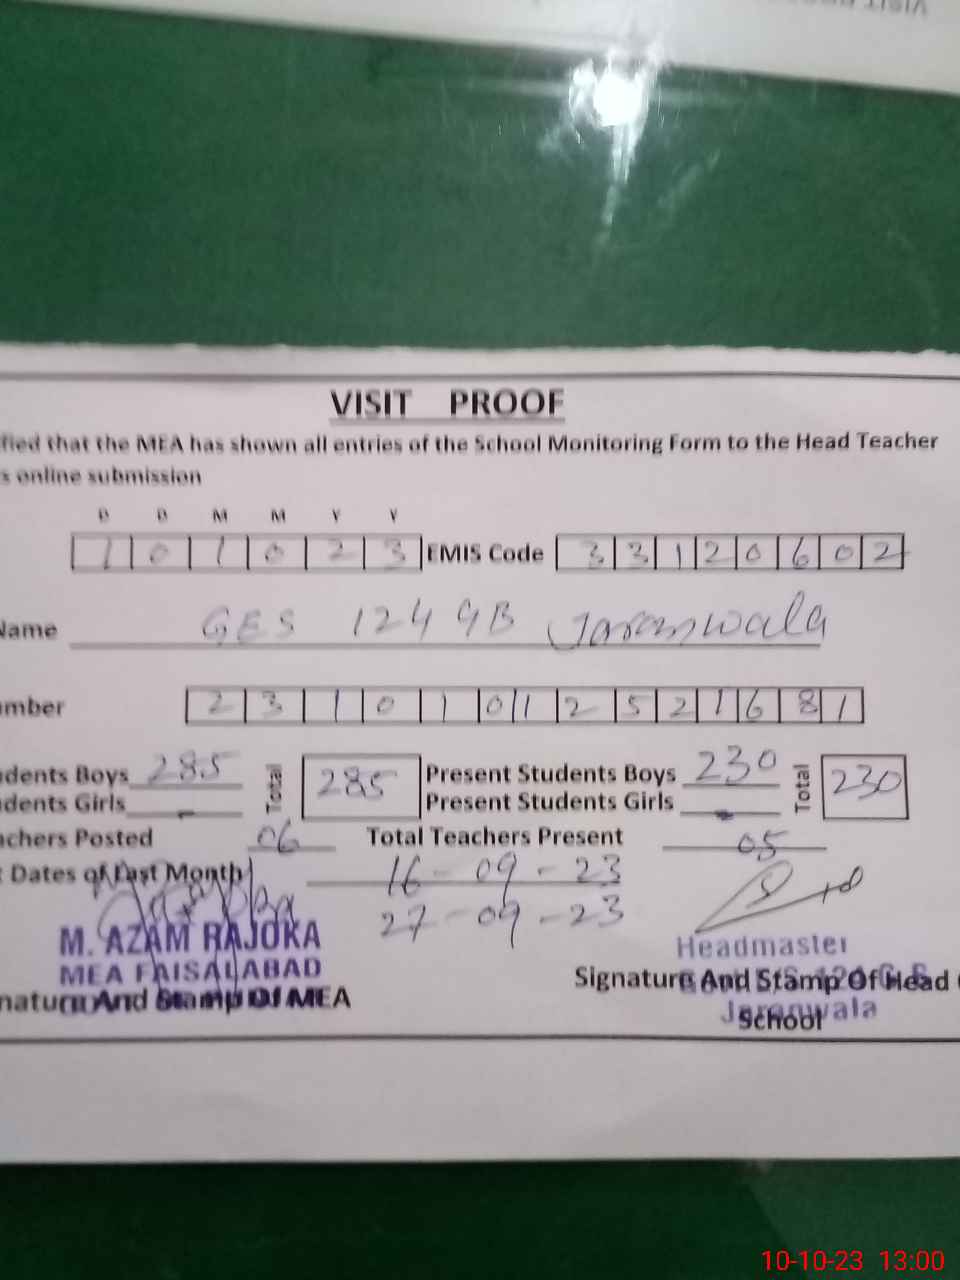 VISIT PROOF
fied that the MEA has shown all entries of the School Monitoring Form to the Head Teacher
s online submission
D D M M Y Y
1 0 1 0 2 3 EMIS Code 3 3 1 2 0 6 0 2
Name GES 124 GB Jaranwala
mber 2 3 1 0 1 0 1 2 5 2 1 6 8 1
dents Boys 285 Total 285 Present Students Boys 230 Total 230
dents Girls - Present Students Girls -
achers Posted 06 Total Teachers Present 05
Dates of Last Month 16-09-23
27-09-23
M. AZAM RAJOKA
MEA FAISALABAD
Headmaster
nature And Stamp Of MEA
Signature And Stamp Of Head
Jaranwala
School
10-10-23 13:00